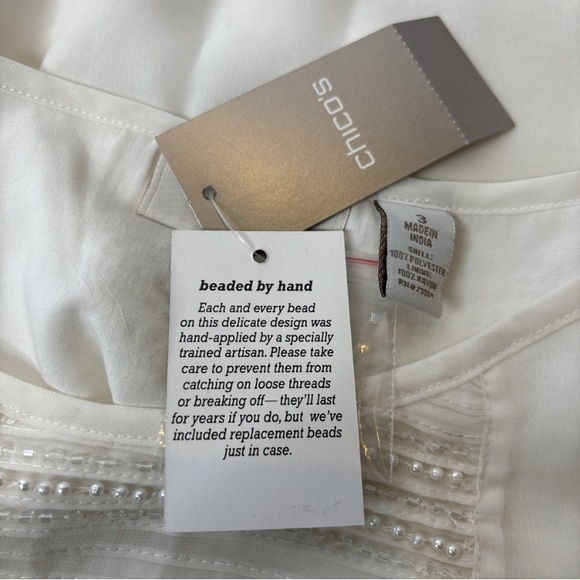 chico's
3
MADE IN
INDIA
SHELL:
100% POLYESTER
LINING:
100% RAYON
beaded by hand
Each and every bead
on this delicate design was
hand-applied by a specially
trained artisan. Please take
care to prevent them from
catching on loose threads
or breaking off—they'll last
for years if you do, but we've
included replacement beads
just in case.